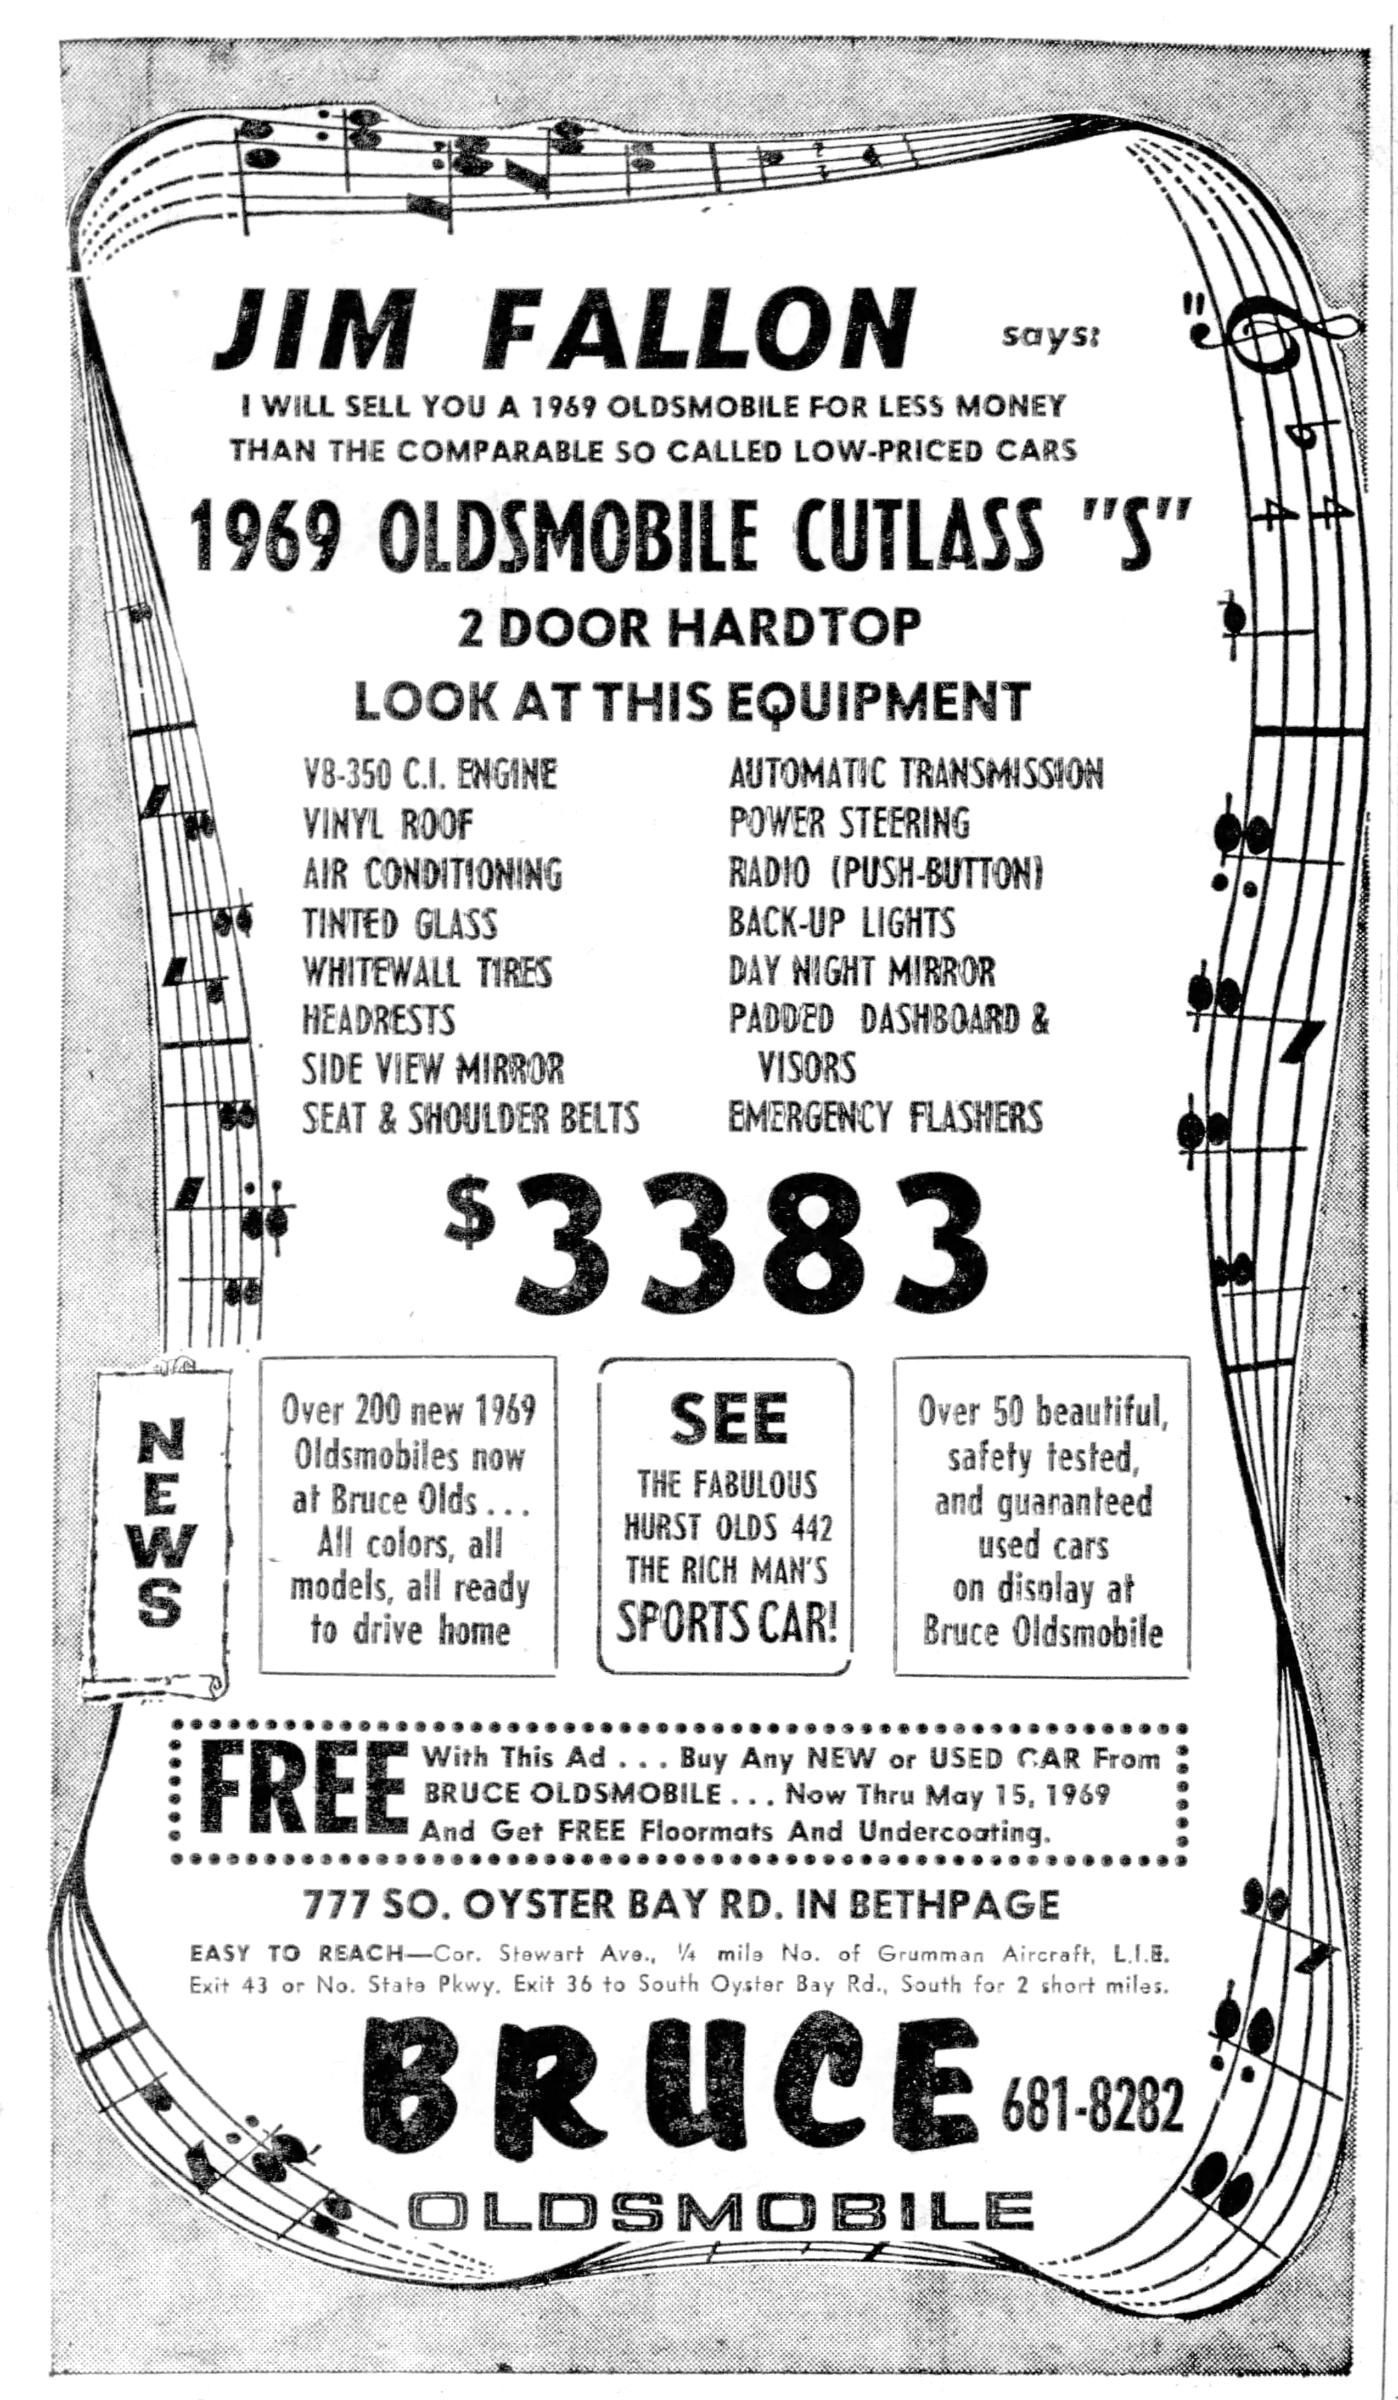 JIM FALLON says:
I WILL SELL YOU A 1969 OLDSMOBILE FOR LESS MONEY
THAN THE COMPARABLE SO CALLED LOW-PRICED CARS
1969 OLDSMOBILE CUTLASS "S"
2 DOOR HARDTOP
LOOK AT THIS EQUIPMENT
V8-350 C.I. ENGINE
VINYL ROOF
AIR CONDITIONING
TINTED GLASS
WHITEWALL TIRES
HEADRESTS
SIDE VIEW MIRROR
SEAT & SHOULDER BELTS
AUTOMATIC TRANSMISSION
POWER STEERING
RADIO (PUSH-BUTTON)
BACK-UP LIGHTS
DAY NIGHT MIRROR
PADDED DASHBOARD &
VISORS
EMERGENCY FLASHERS
$3383
NEWS
Over 200 new 1969
Oldsmobiles now
at Bruce Olds ...
All colors, all
models, all ready
to drive home
SEE
THE FABULOUS
HURST OLDS 442
THE RICH MAN'S
SPORTS CAR!
Over 50 beautiful,
safety tested,
and guaranteed
used cars
on display at
Bruce Oldsmobile
FREE
With This Ad ... Buy Any NEW or USED CAR From
BRUCE OLDSMOBILE ... Now Thru May 15, 1969
And Get FREE Floormats And Undercoating.
777 SO. OYSTER BAY RD. IN BETHPAGE
EASY TO REACH—Cor. Stewart Ave., ¼ mile No. of Grumman Aircraft, L.I.E.
Exit 43 or No. State Pkwy. Exit 36 to South Oyster Bay Rd., South for 2 short miles.
BRUCE 681-8282
OLDSMOBILE